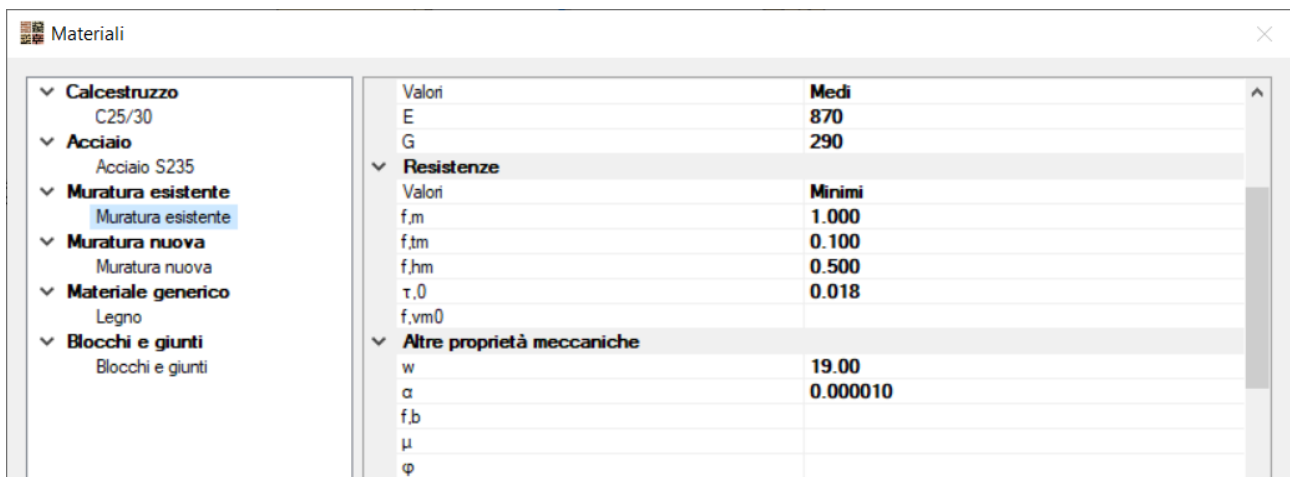 Materiali
Calcestruzzo
C25/30
Acciaio
Acciaio S235
Muratura esistente
Muratura esistente
Muratura nuova
Muratura nuova
Materiale generico
Legno
Blocchi e giunti
Blocchi e giunti
Valori Medi
E 870
G 290
Resistenze
Valori Minimi
f,m 1.000
f,tm 0.100
f,hm 0.500
τ,0 0.018
f,vm0
Altre proprietà meccaniche
w 19.00
α 0.000010
f,b
μ
φ